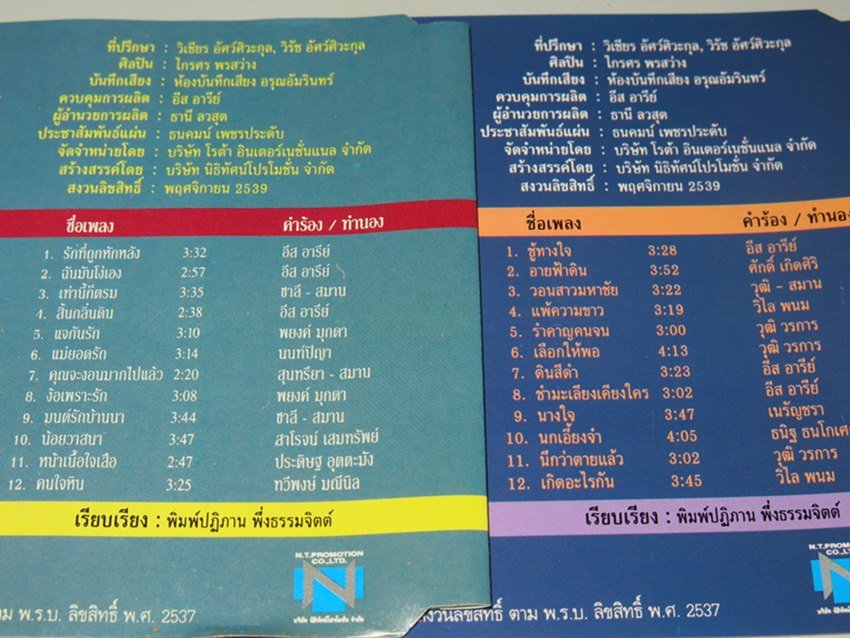 ที่ปรึกษา : วิเชียร อัศว์ศิวะกุล, วิรัช อัศว์ศิวะกุล
ศิลปิน : ไกรศร พรสว่าง
บันทึกเสียง : ห้องบันทึกเสียง อรุณอัมรินทร์
ควบคุมการผลิต : อีส อารีย์
ผู้อำนวยการผลิต : ธานี ลวสุต
ประชาสัมพันธ์แผ่น : ธนคมน์ เพชรประดับ
จัดจำหน่ายโดย : บริษัท โรต้า อินเตอร์เนชั่นแนล จำกัด
สร้างสรรค์โดย : บริษัท นิธิทัศน์โปรโมชั่น จำกัด
สงวนลิขสิทธิ์ : พฤศจิกายน 2539
ชื่อเพลง คำร้อง / ทำนอง
1. รักที่ถูกหักหลัง 3:32 อีส อารีย์
2. ฉันมันโง่เอง 2:57 อีส อารีย์
3. เท่านี้ก็ตรม 3:35 ชาลี - สมาน
4. สิ้นกลิ่นดิน 2:38 อีส อารีย์
5. แจกันรัก 3:10 พยงค์ มุกดา
6. แม่ยอดรัก 3:14 นนท์ปิญา
7. คุณจะงอนมากไปแล้ว 2:20 สุนทรียา - สมาน
8. ง้อเพราะรัก 3:08 พยงค์ มุกดา
9. มนต์รักบ้านนา 3:44 ชาลี - สมาน
10. น้อยวาสนา 3:47 สาโรจน์ เสมทรัพย์
11. หน้าเนื้อใจเสือ 2:47 ประดิษฐ อุตตะมัง
12. คนใจหิน 3:25 ทวีพงษ์ มณีนิล
เรียบเรียง : พิมพ์ปฏิภาน พึ่งธรรมจิตต์
N.T.PROMOTION
CO.,LTD.
N
บริษัท นิธิทัศน์โปรโมชั่น จำกัด
ตาม พ.ร.บ. ลิขสิทธิ์ พ.ศ. 2537
ที่ปรึกษา : วิเชียร อัศว์ศิวะกุล, วิรัช อัศว์ศิวะกุล
ศิลปิน : ไกรศร พรสว่าง
บันทึกเสียง : ห้องบันทึกเสียง อรุณอัมรินทร์
ควบคุมการผลิต : อีส อารีย์
ผู้อำนวยการผลิต : ธานี ลวสุต
ประชาสัมพันธ์แผ่น : ธนคมน์ เพชรประดับ
จัดจำหน่ายโดย : บริษัท โรต้า อินเตอร์เนชั่นแนล จำกัด
สร้างสรรค์โดย : บริษัท นิธิทัศน์โปรโมชั่น จำกัด
สงวนลิขสิทธิ์ : พฤศจิกายน 2539
ชื่อเพลง คำร้อง / ทำนอง
1. ชู้ทางใจ 3:28 อีส อารีย์
2. อายฟ้าดิน 3:52 ศักดิ์ เกิดศิริ
3. วอนสาวมหาชัย 3:22 วุฒิ - สมาน
4. แพ้ความขาว 3:19 วิไล พนม
5. รำคาญคนจน 3:00 วุฒิ วรการ
6. เลือกให้พอ 4:13 วุฒิ วรการ
7. ดินสีดำ 3:23 อีส อารีย์
8. ชำมะเลียงเคียงใคร 3:02 อีส อารีย์
9. นางใจ 3:47 เนรัญชรา
10. นกเอี้ยงจ๋า 4:05 ธนิฐ
11. นึกว่าตายแล้ว 3:02 วุฒิ วรการ
12. เกิดอะไรกัน 3:45 วิไล พนม
เรียบเรียง : พิมพ์ปฏิภาน พึ่งธรรมจิตต์
N.T.PROMOTION
CO.,LTD.
N
บริษัท นิธิทัศน์โปรโมชั่น จำกัด
สงวนลิขสิทธิ์ ตาม พ.ร.บ. ลิขสิทธิ์ พ.ศ. 2537